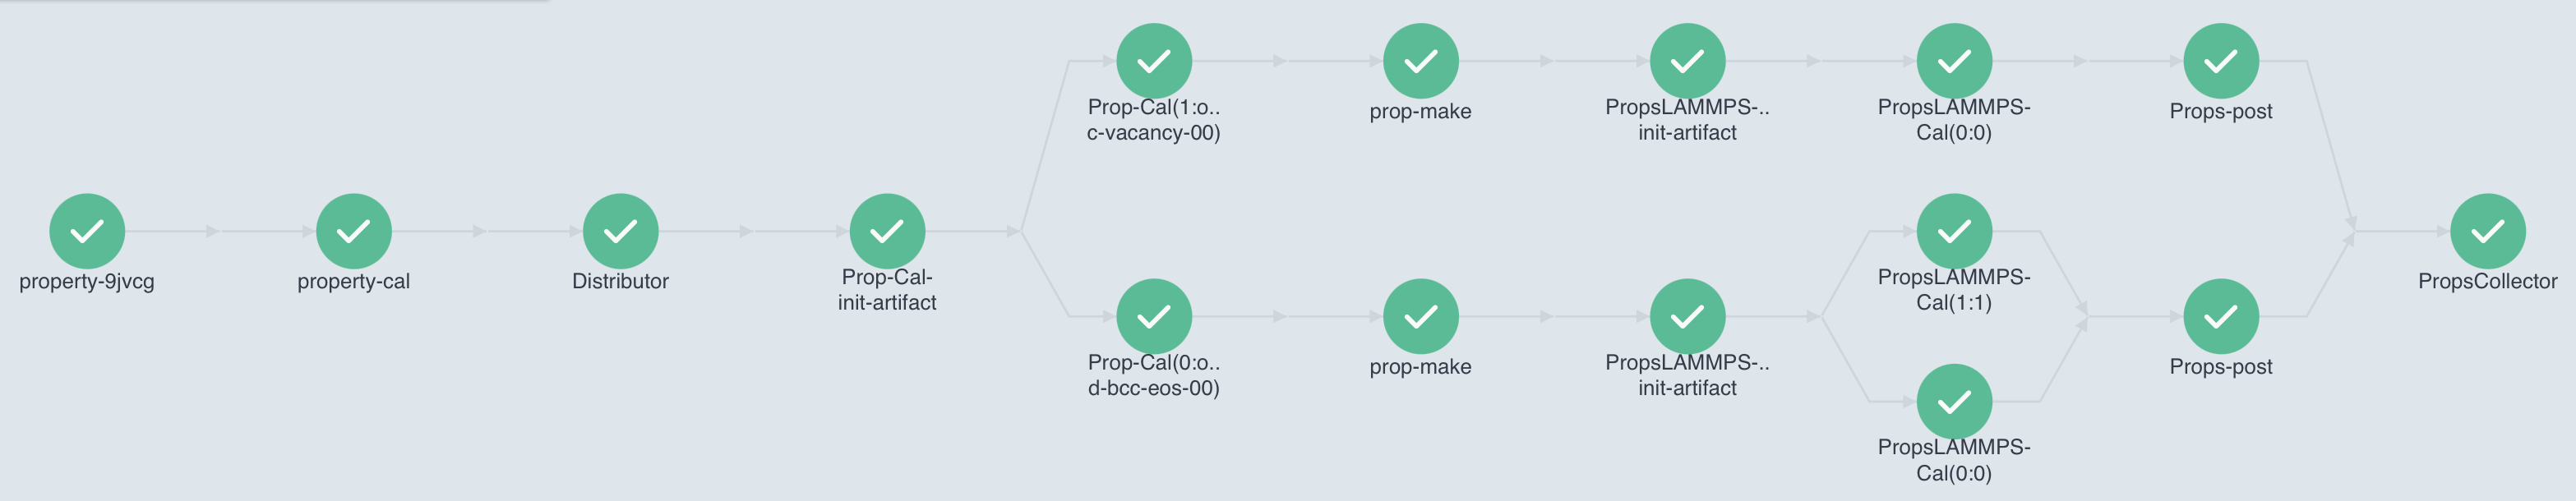 Prop-Cal(1:o..
c-vacancy-00)
prop-make
PropsLAMMPS-..
init-artifact
PropsLAMMPS-
Cal(0:0)
Props-post
property-9jvcg
property-cal
Distributor
Prop-Cal-
init-artifact
PropsLAMMPS-
Cal(1:1)
PropsCollector
Prop-Cal(0:o..
d-bcc-eos-00)
prop-make
PropsLAMMPS-..
init-artifact
Props-post
PropsLAMMPS-
Cal(0:0)